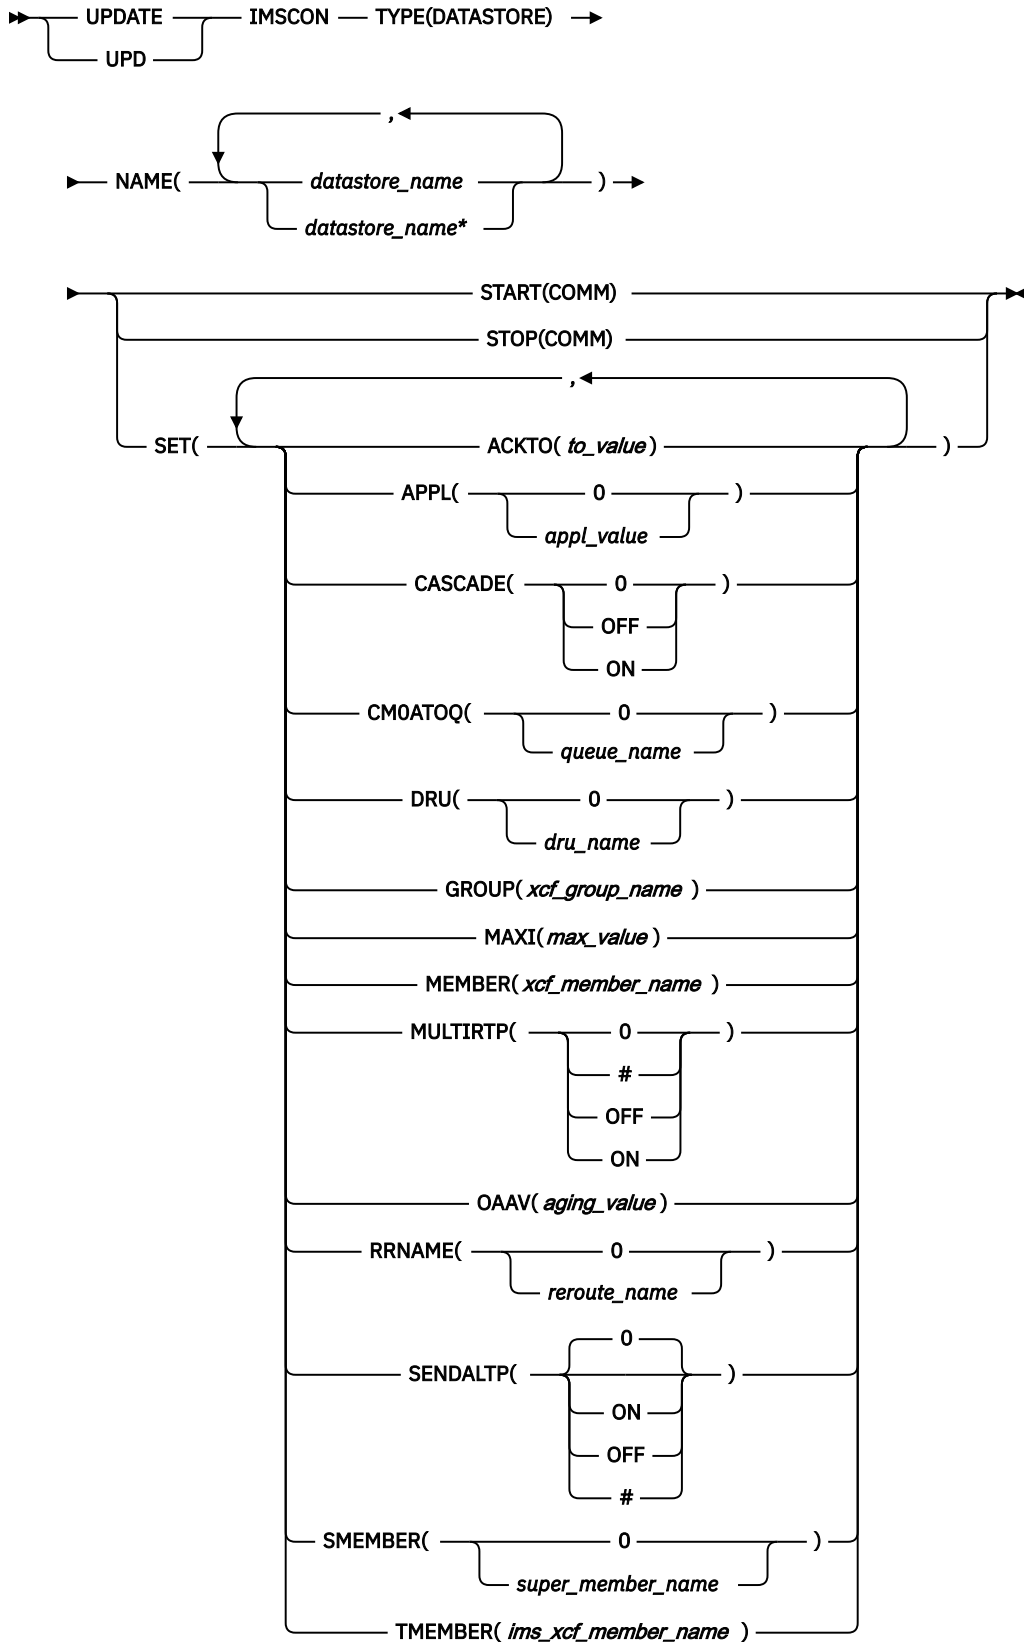 UPDATE IMSCON TYPE(DATASTORE)
UPD
,
NAME( datastore_name )
datastore_name*
START(COMM)
STOP(COMM)
,
SET( ACKTO( to_value ) )
APPL( 0 )
appl_value
CASCADE( 0 )
OFF
ON
CM0ATOQ( 0 )
queue_name
DRU( 0 )
dru_name
GROUP( xcf_group_name )
MAXI( max_value )
MEMBER( xcf_member_name )
MULTIRTP( 0 )
#
OFF
ON
OAAV( aging_value )
RRNAME( 0 )
reroute_name
0
SENDALTP( )
ON
OFF
#
SMEMBER( 0 )
super_member_name
TMEMBER( ims_xcf_member_name )